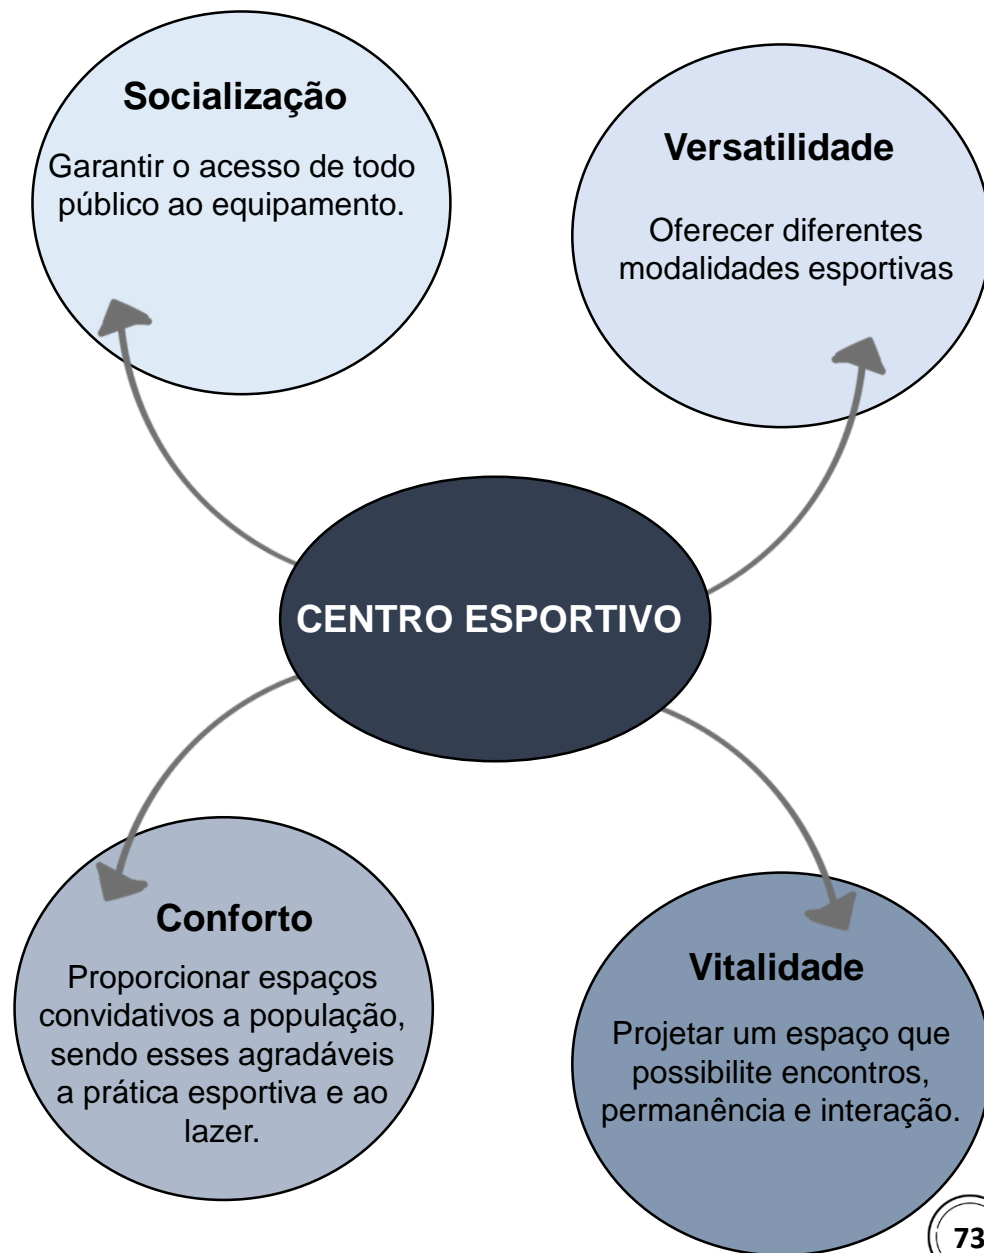 Socialização
Garantir o acesso de todo
público ao equipamento.
Versatilidade
Oferecer diferentes
modalidades esportivas
CENTRO ESPORTIVO
Conforto
Proporcionar espaços
convidativos a população,
sendo esses agradáveis
a prática esportiva e ao
lazer.
Vitalidade
Projetar um espaço que
possibilite encontros,
permanência e interação.
73